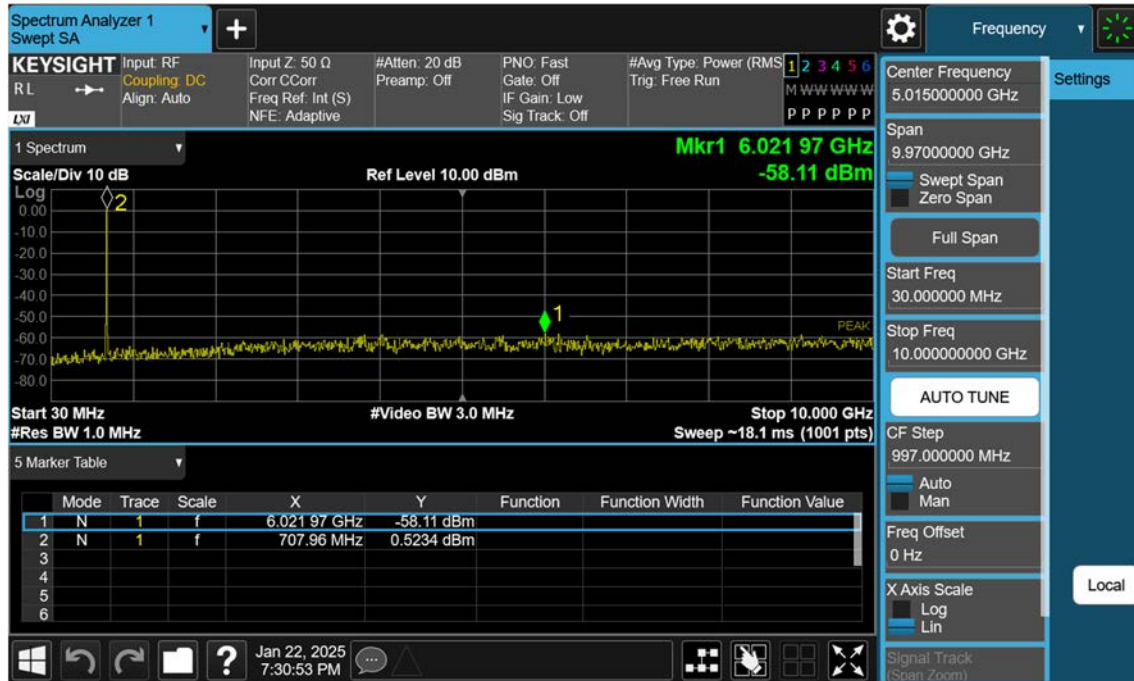 Spectrum Analyzer 1
Swept SA
+
Frequency
KEYSIGHT
RL
LXI
Input: RF
Coupling: DC
Align: Auto
Input Z: 50 Ω
Corr CCorr
Freq Ref: Int (S)
NFE: Adaptive
#Atten: 20 dB
Preamp: Off
PNO: Fast
Gate: Off
IF Gain: Low
Sig Track: Off
#Avg Type: Power (RMS
Trig: Free Run
1 2 3 4 5 6
M W W W W W
P P P P P P
1 Spectrum
Scale/Div 10 dB
Ref Level 10.00 dBm
Mkr1 6.021 97 GHz
-58.11 dBm
Log
0.00
-10.0
-20.0
-30.0
-40.0
-50.0
-60.0
-70.0
-80.0
2
1
PEAK
Start 30 MHz
#Video BW 3.0 MHz
Stop 10.000 GHz
#Res BW 1.0 MHz
Sweep ~18.1 ms (1001 pts)
5 Marker Table
Mode Trace Scale X Y Function Function Width Function Value
1 N 1 f 6.021 97 GHz -58.11 dBm
2 N 1 f 707.96 MHz 0.5234 dBm
3
4
5
6
?
Jan 22, 2025
7:30:53 PM
Center Frequency
5.015000000 GHz
Settings
Span
9.97000000 GHz
Swept Span
Zero Span
Full Span
Start Freq
30.000000 MHz
Stop Freq
10.000000000 GHz
AUTO TUNE
CF Step
997.000000 MHz
Auto
Man
Freq Offset
0 Hz
X Axis Scale
Log
Lin
Local
Signal Track
(Span Zoom)